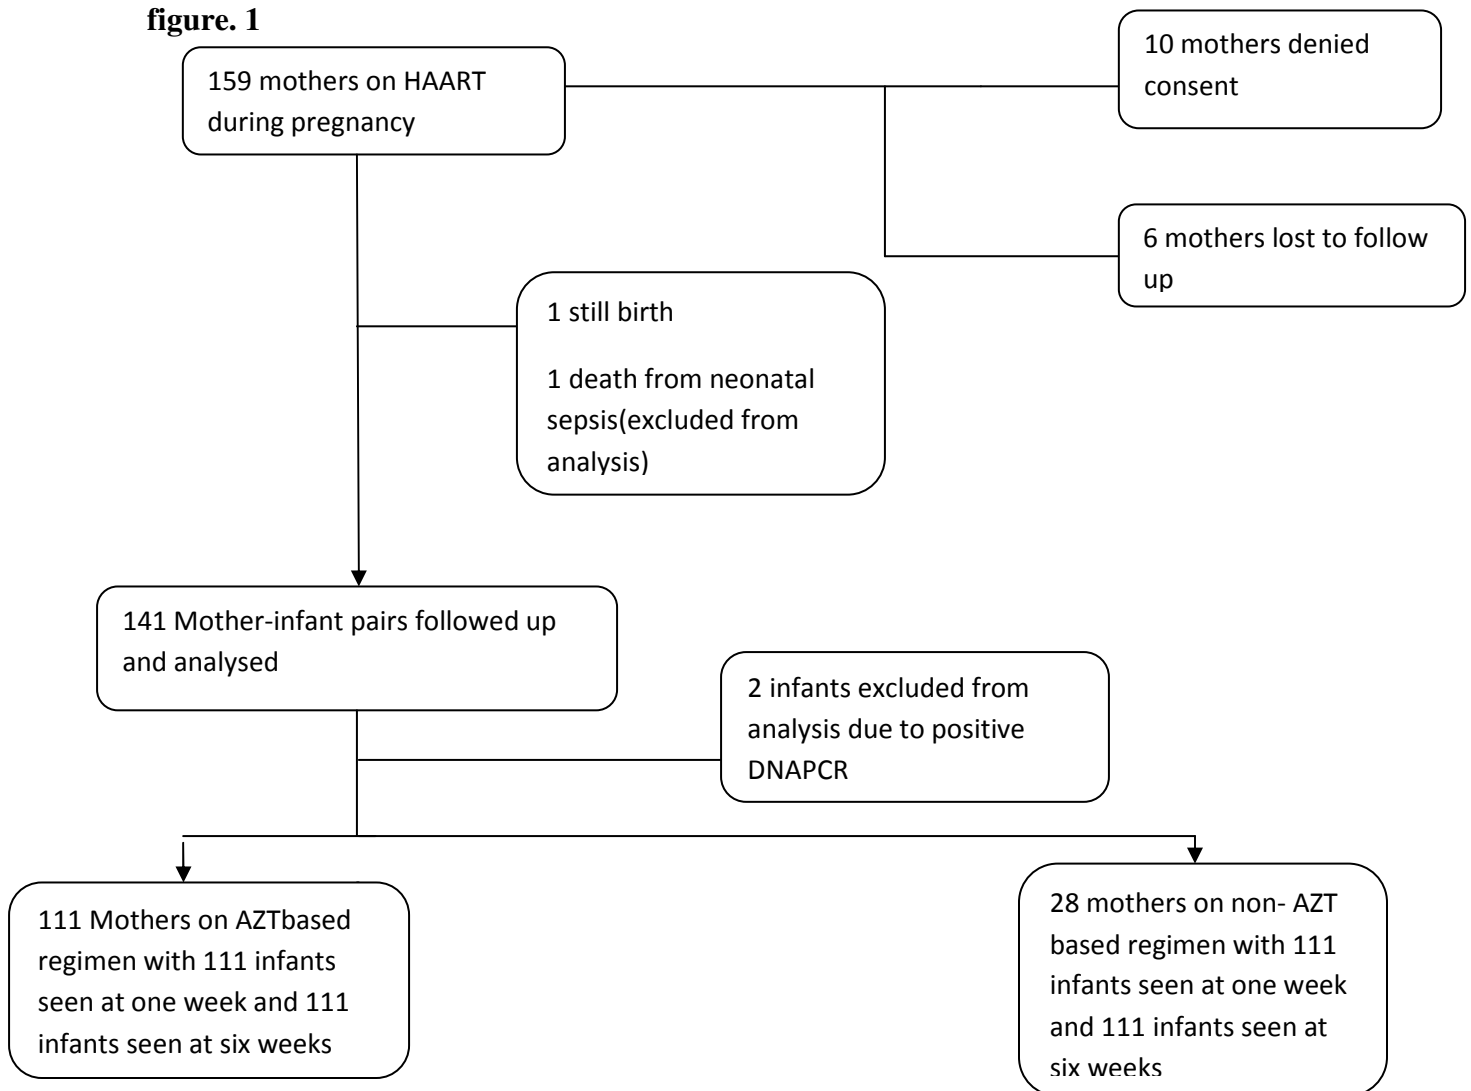 figure. 1
159 mothers on HAART
during pregnancy
10 mothers denied
consent
6 mothers lost to follow
up
1 still birth
1 death from neonatal
sepsis(excluded from
analysis)
141 Mother-infant pairs followed up
and analysed
2 infants excluded from
analysis due to positive
DNAPCR
111 Mothers on AZTbased
regimen with 111 infants
seen at one week and 111
infants seen at six weeks
28 mothers on non- AZT
based regimen with 111
infants seen at one week
and 111 infants seen at
six weeks